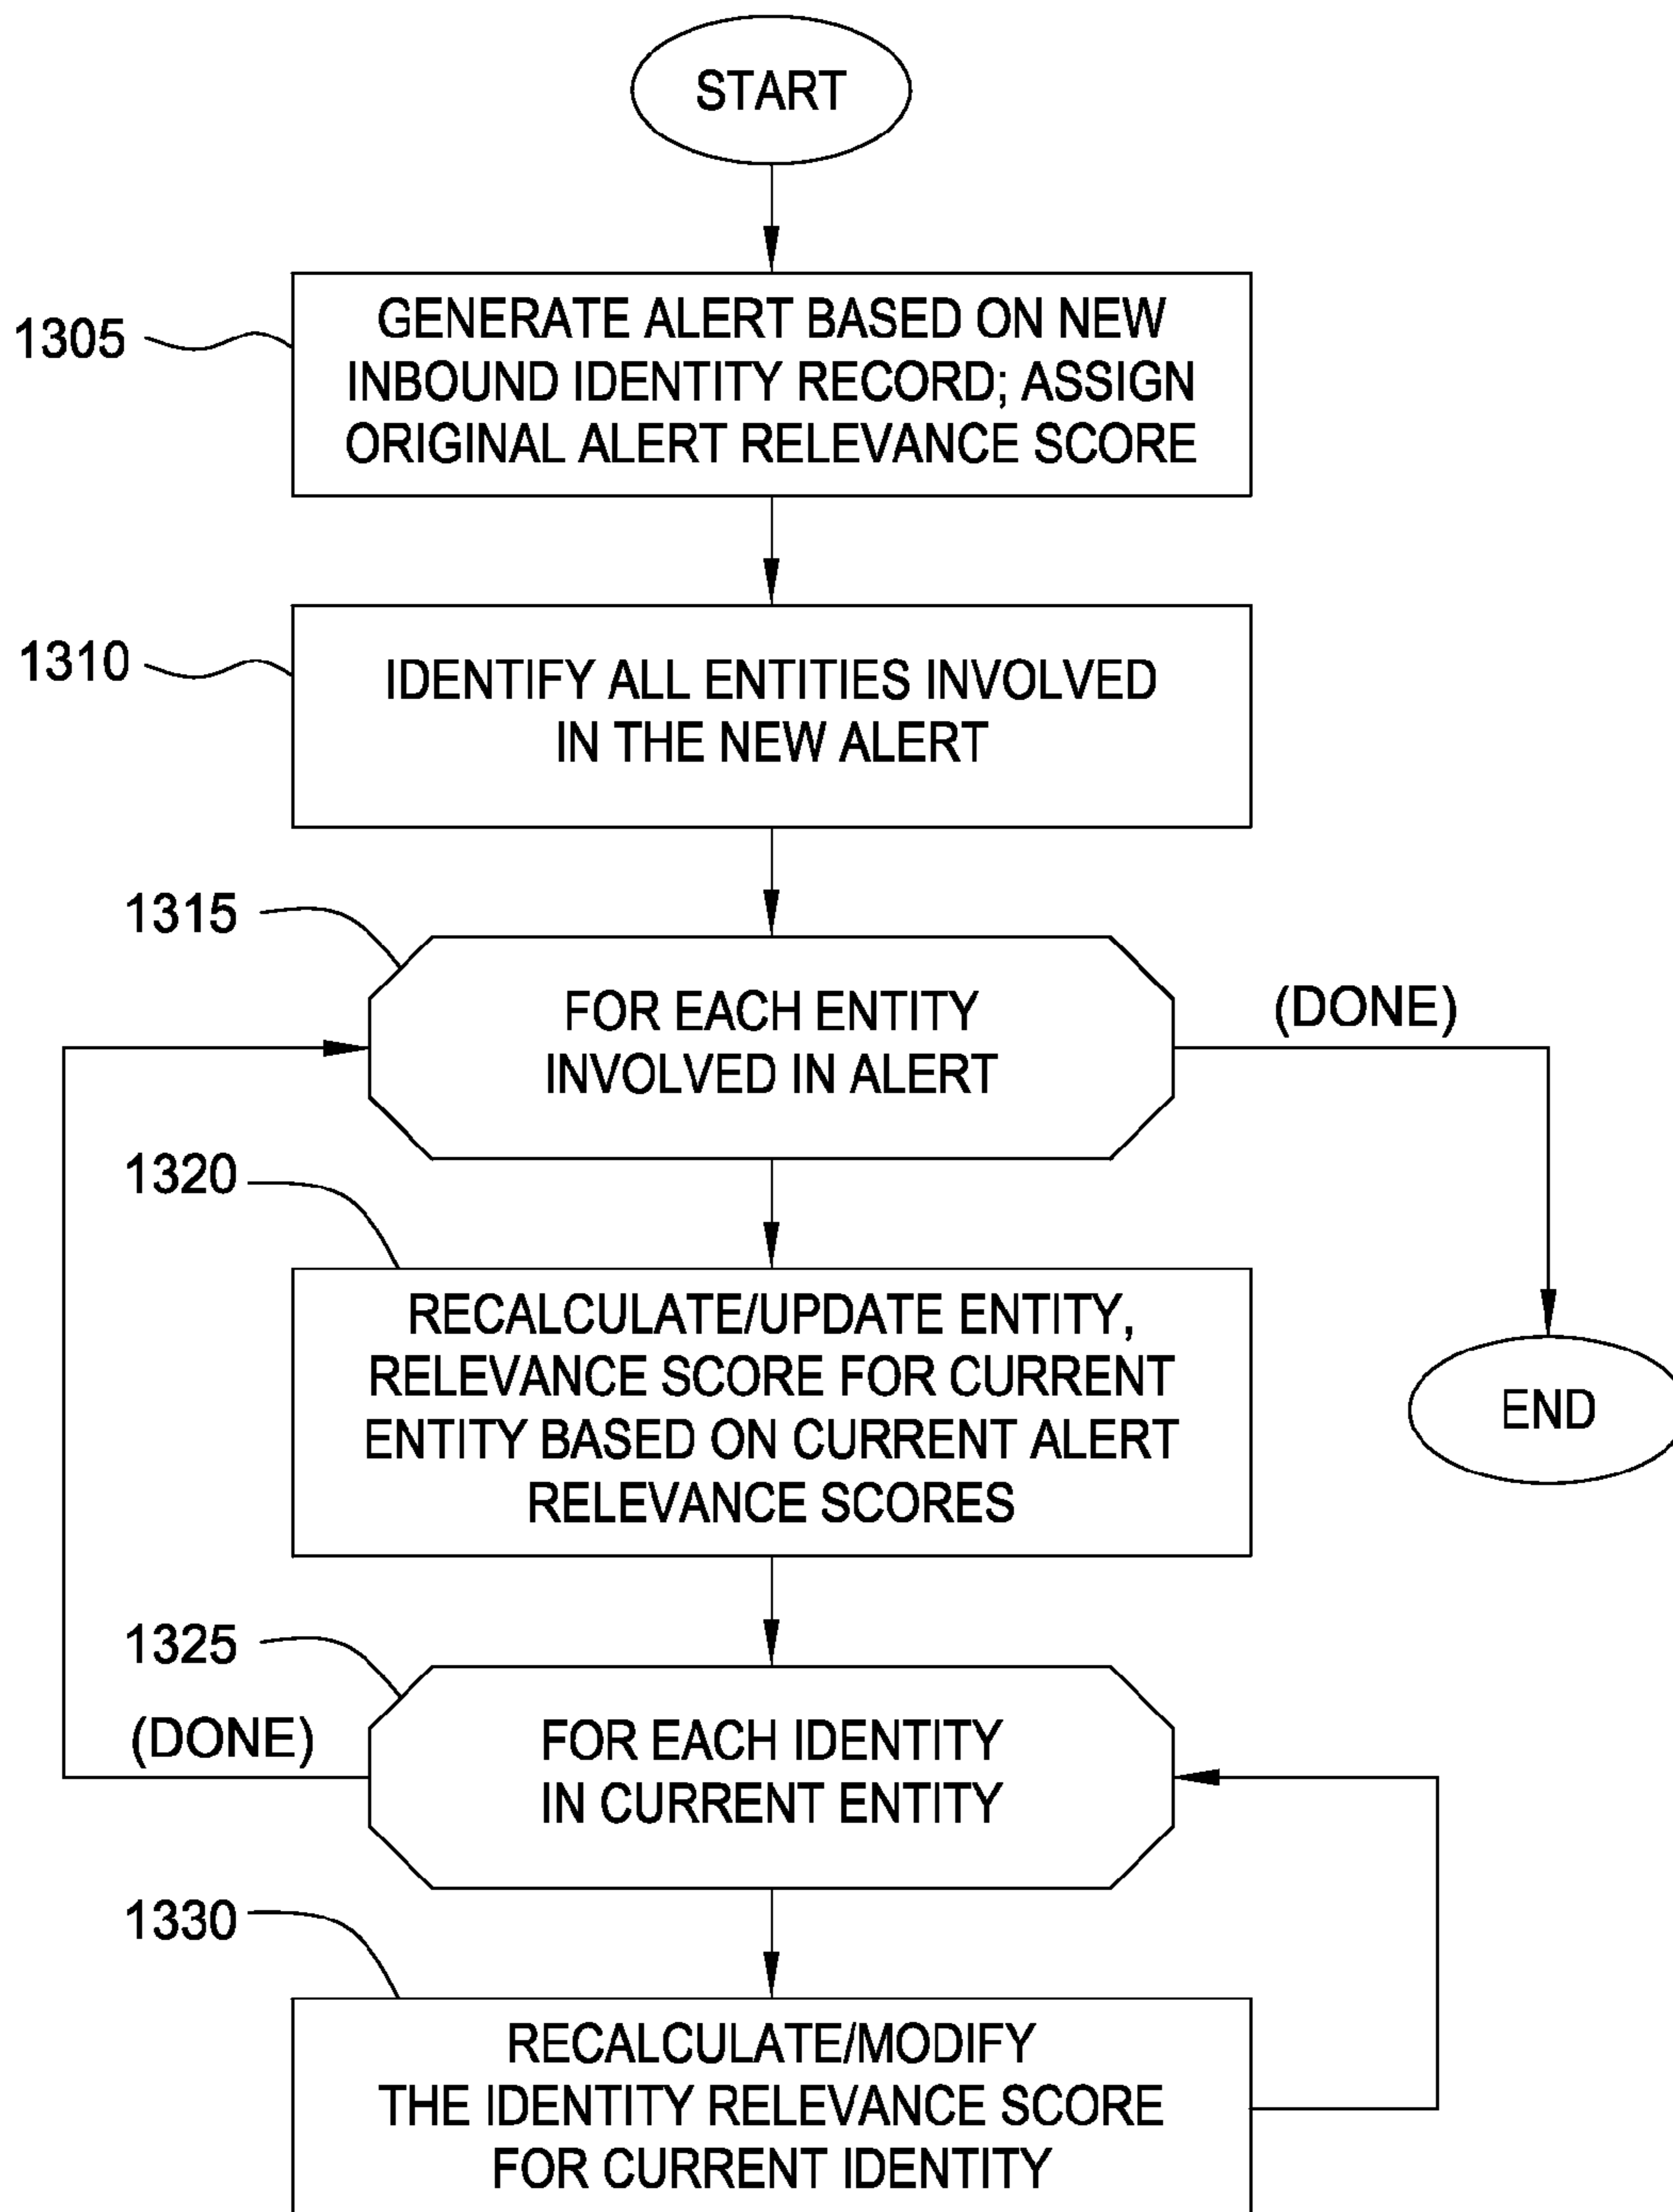 START
1305
GENERATE ALERT BASED ON NEW
INBOUND IDENTITY RECORD; ASSIGN
ORIGINAL ALERT RELEVANCE SCORE
1310
IDENTIFY ALL ENTITIES INVOLVED
IN THE NEW ALERT
1315
FOR EACH ENTITY
INVOLVED IN ALERT
(DONE)
1320
RECALCULATE/UPDATE ENTITY,
RELEVANCE SCORE FOR CURRENT
ENTITY BASED ON CURRENT ALERT
RELEVANCE SCORES
END
1325
(DONE)
FOR EACH IDENTITY
IN CURRENT ENTITY
1330
RECALCULATE/MODIFY
THE IDENTITY RELEVANCE SCORE
FOR CURRENT IDENTITY